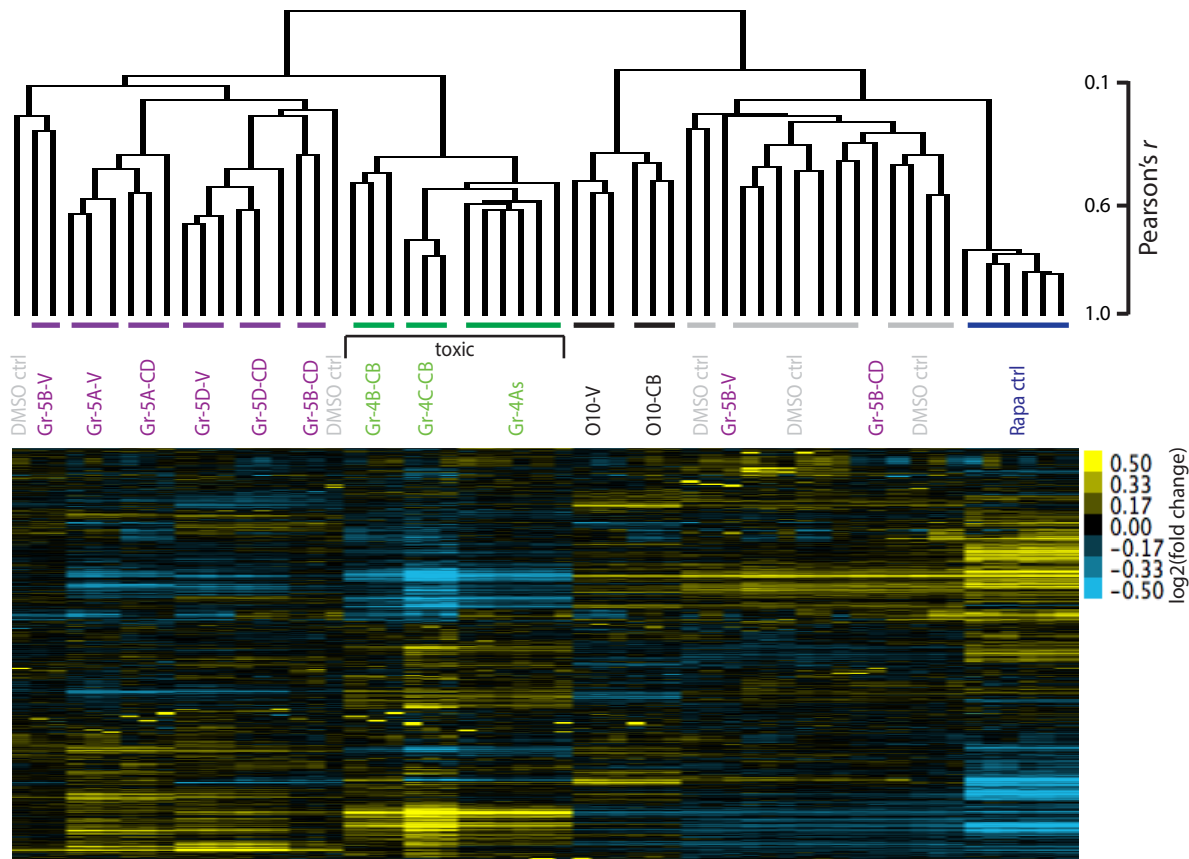 0.1
0.6
1.0
Pearson's r
toxic
DMSO ctrl
Gr-5B-V
Gr-5A-V
Gr-5A-CD
Gr-5D-V
Gr-5D-CD
Gr-5B-CD
DMSO ctrl
Gr-4B-CB
Gr-4C-CB
Gr-4As
O10-V
O10-CB
DMSO ctrl
Gr-5B-V
DMSO ctrl
Gr-5B-CD
DMSO ctrl
Rapa ctrl
0.50
0.33
0.17
0.00
−0.17
−0.33
−0.50
log2(fold change)